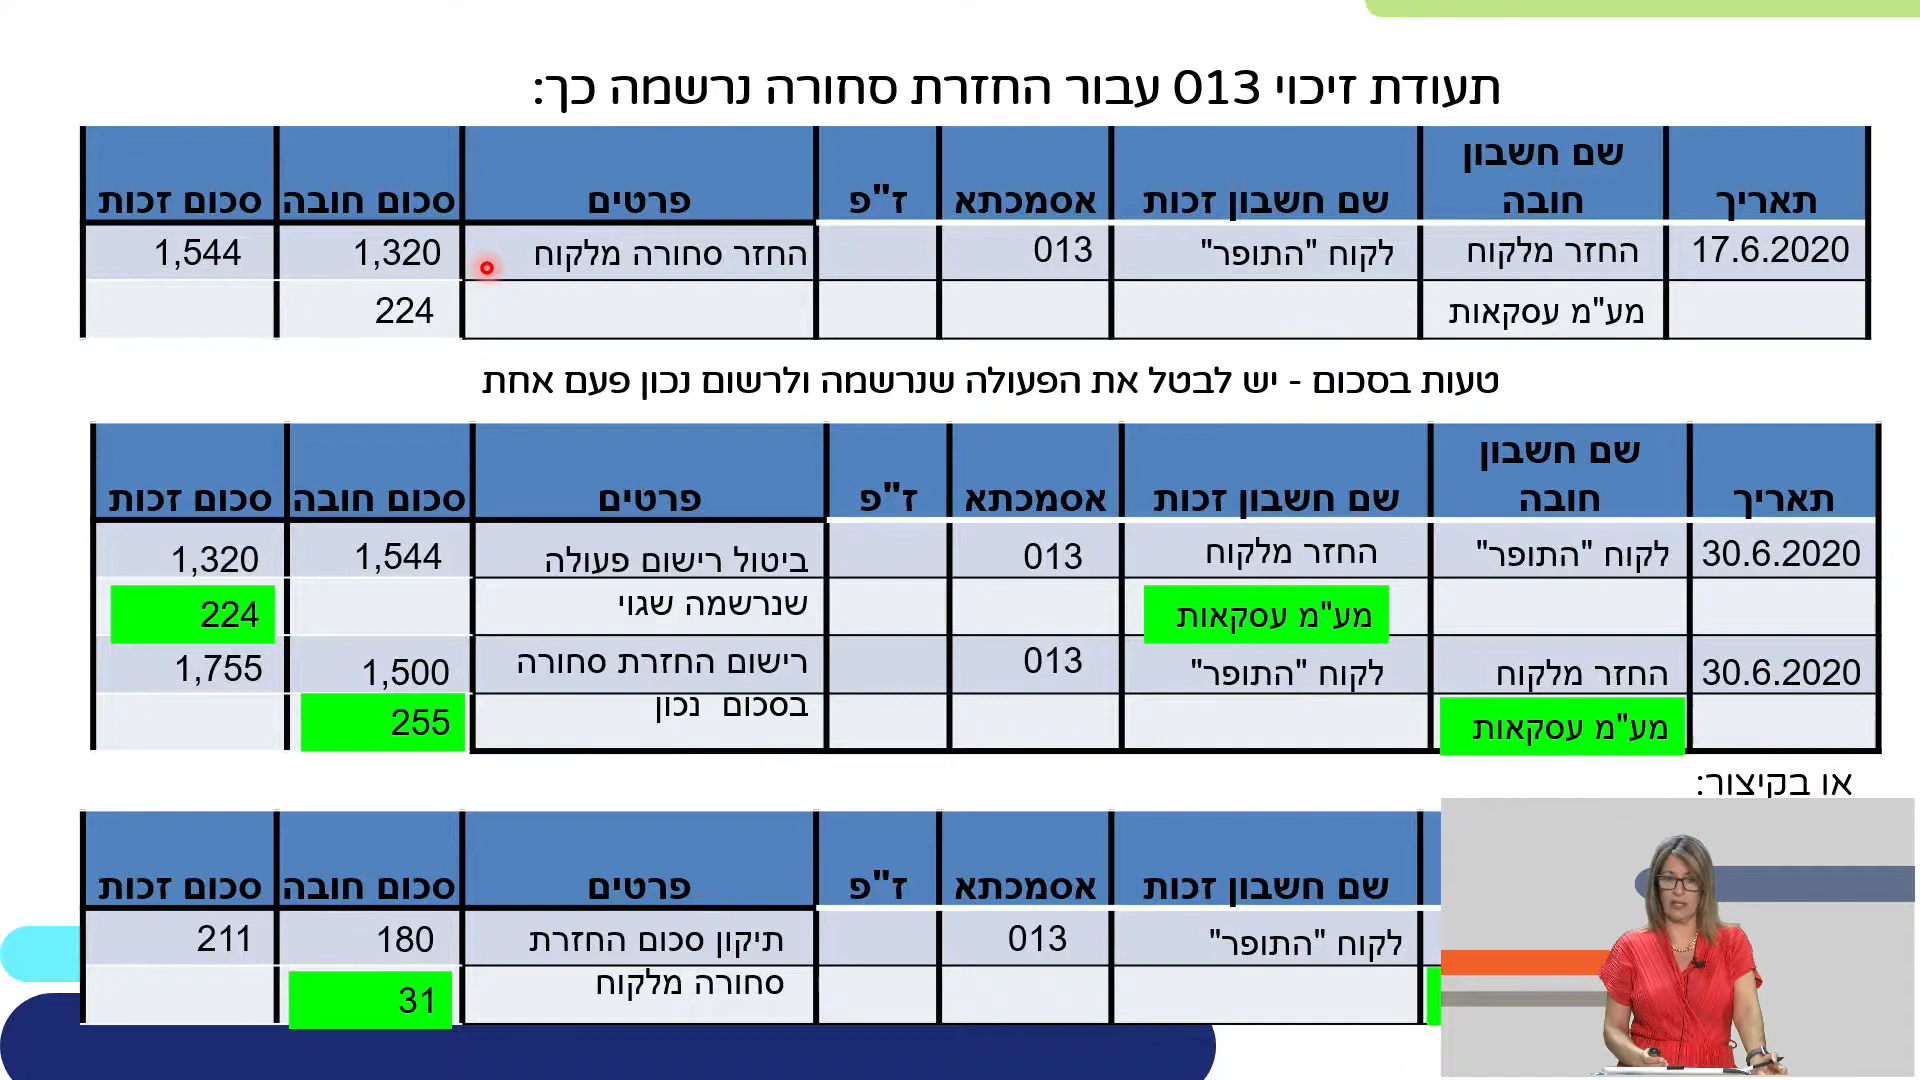 תעודת זיכוי 013 עבור החזרת סחורה נרשמה כך:
תאריך שם חשבון חובה שם חשבון זכות אסמכתא ז"פ פרטים סכום חובה סכום זכות
17.6.2020 החזר מלקוח לקוח "התופר" 013 החזר סחורה מלקוח 1,320 1,544
מע"מ עסקאות 224
טעות בסכום - יש לבטל את הפעולה שנרשמה ולרשום נכון פעם אחת
תאריך שם חשבון חובה שם חשבון זכות אסמכתא ז"פ פרטים סכום חובה סכום זכות
30.6.2020 לקוח "התופר" החזר מלקוח 013 ביטול רישום פעולה 1,544 1,320
מע"מ עסקאות שנרשמה שגוי 224
30.6.2020 החזר מלקוח לקוח "התופר" 013 רישום החזרת סחורה 1,500 1,755
מע"מ עסקאות בסכום נכון 255
או בקיצור:
שם חשבון זכות אסמכתא ז"פ פרטים סכום חובה סכום זכות
לקוח "התופר" 013 תיקון סכום החזרת 180 211
סחורה מלקוח 31